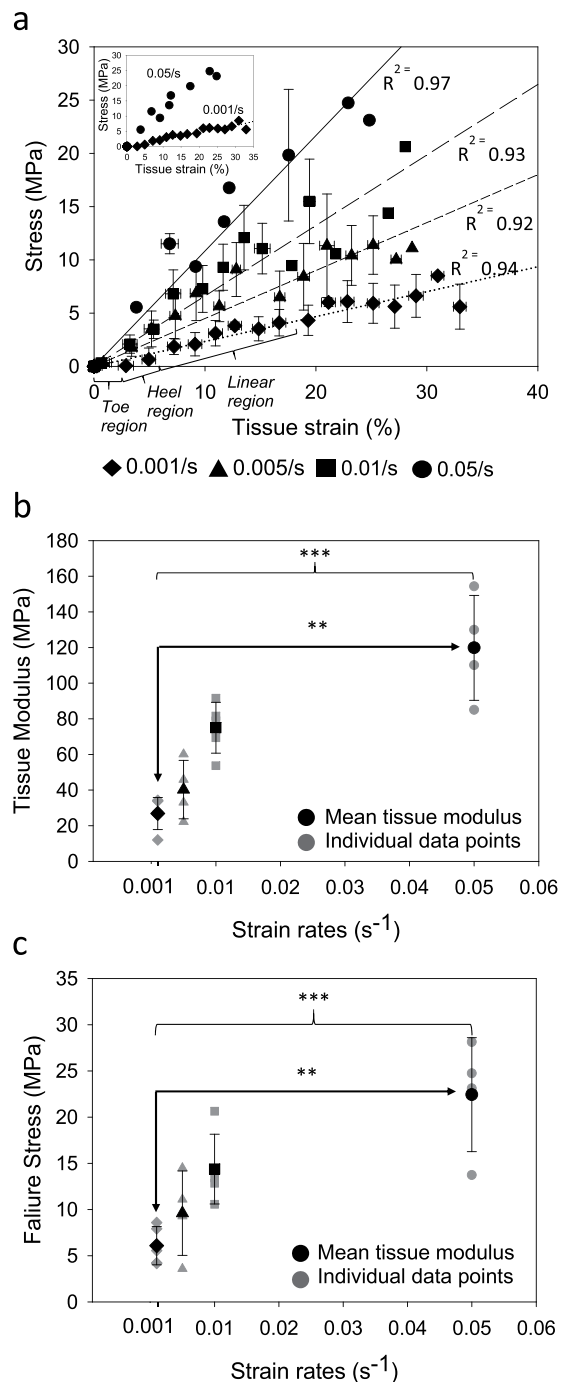 a
30
25
20
15
10
5
0
Stress (MPa)
30
25
20
15
10
5
0
Stress (MPa)
0.05/s
0.001/s
0 5 10 15 20 25 30 35
Tissue strain (%)
R² = 0.97
R² = 0.93
R² = 0.92
R² = 0.94
0 10 20 30 40
Toe
region
Heel
region
Linear
region
Tissue strain (%)
0.001/s 0.005/s 0.01/s 0.05/s
b
180
160
140
120
100
80
60
40
20
0
Tissue Modulus (MPa)
***
**
Mean tissue modulus
Individual data points
0.001 0.01 0.02 0.03 0.04 0.05 0.06
Strain rates (s⁻¹)
c
35
30
25
20
15
10
5
0
Faliure Stress (MPa)
***
**
Mean tissue modulus
Individual data points
0.001 0.01 0.02 0.03 0.04 0.05 0.06
Strain rates (s⁻¹)